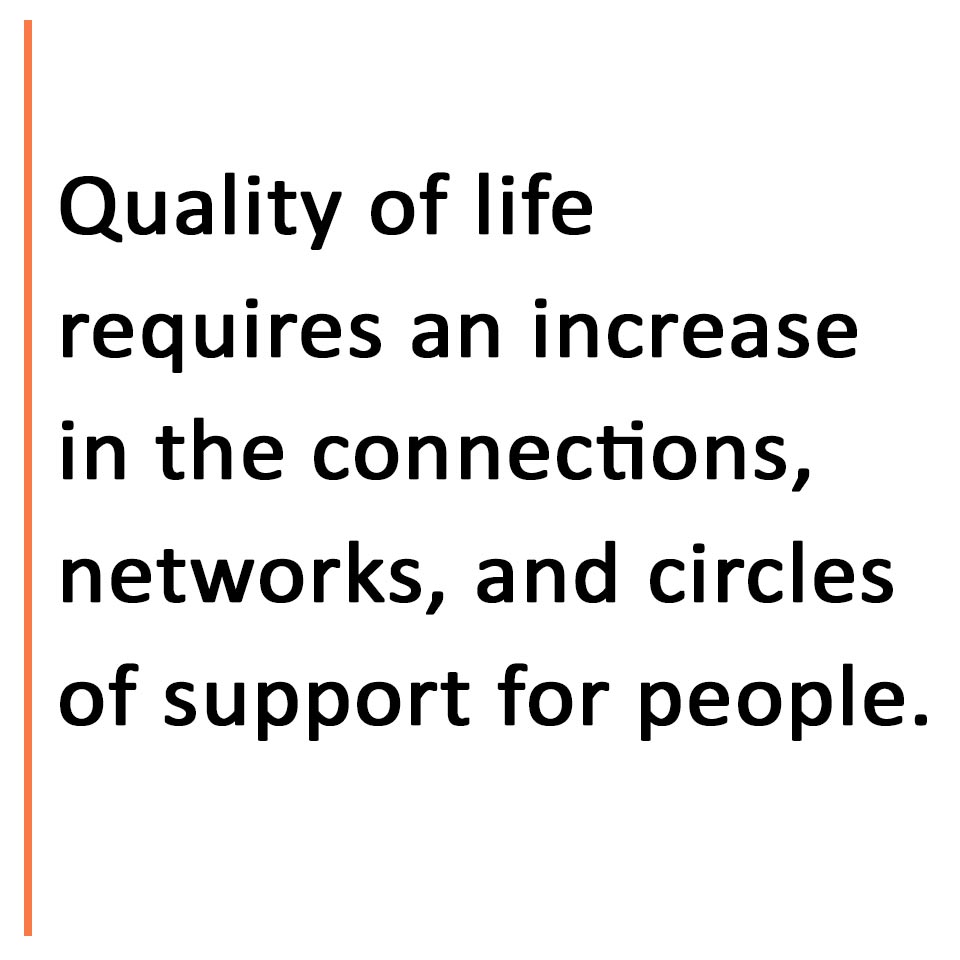 Quality of life
requires an increase
in the connections,
networks, and circles
of support for people.